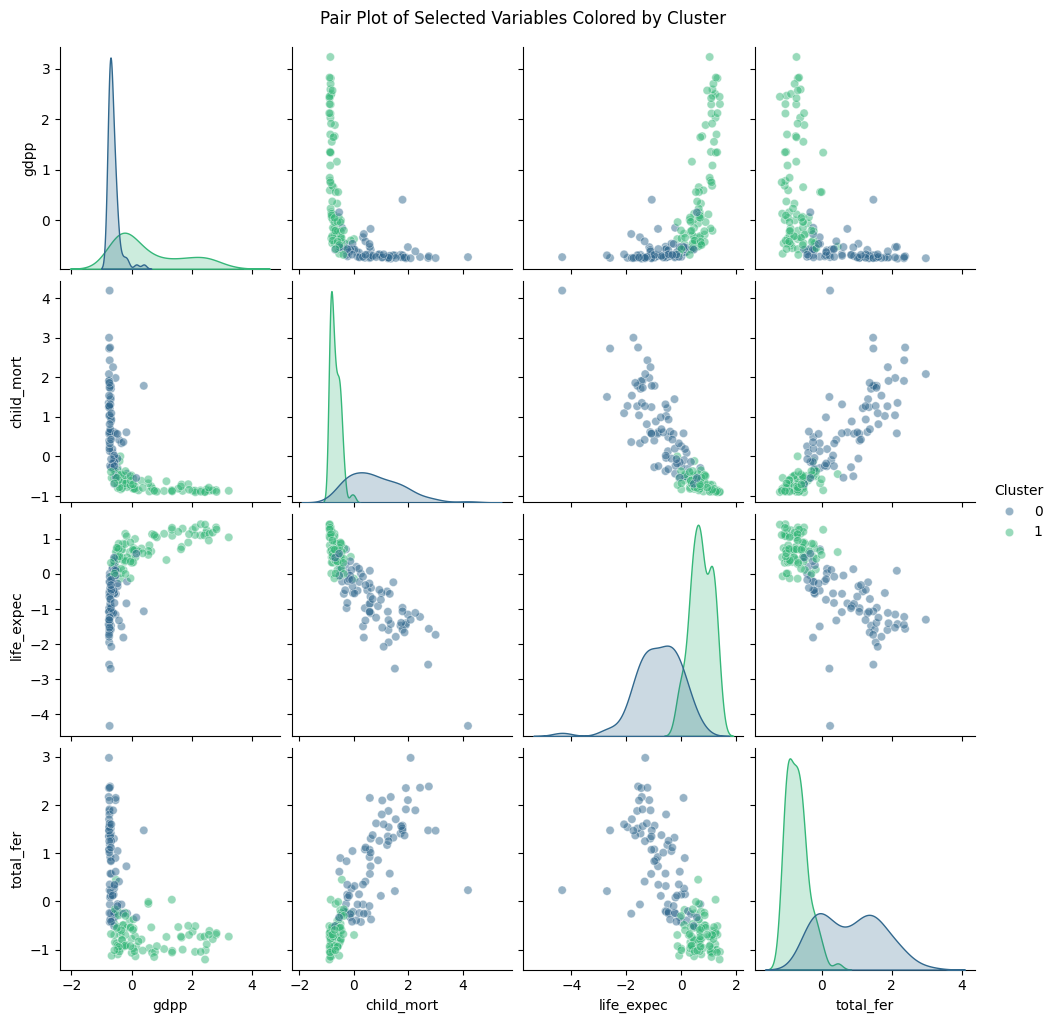 Pair Plot of Selected Variables Colored by Cluster
gdpp
3
2
1
0
child_mort
4
3
2
1
0
−1
Cluster
0
1
life_expec
1
0
−1
−2
−3
−4
total_fer
3
2
1
0
−1
−2 0 2 4
−2 0 2 4
−4 −2 0 2
0 2 4
gdpp
child_mort
life_expec
total_fer